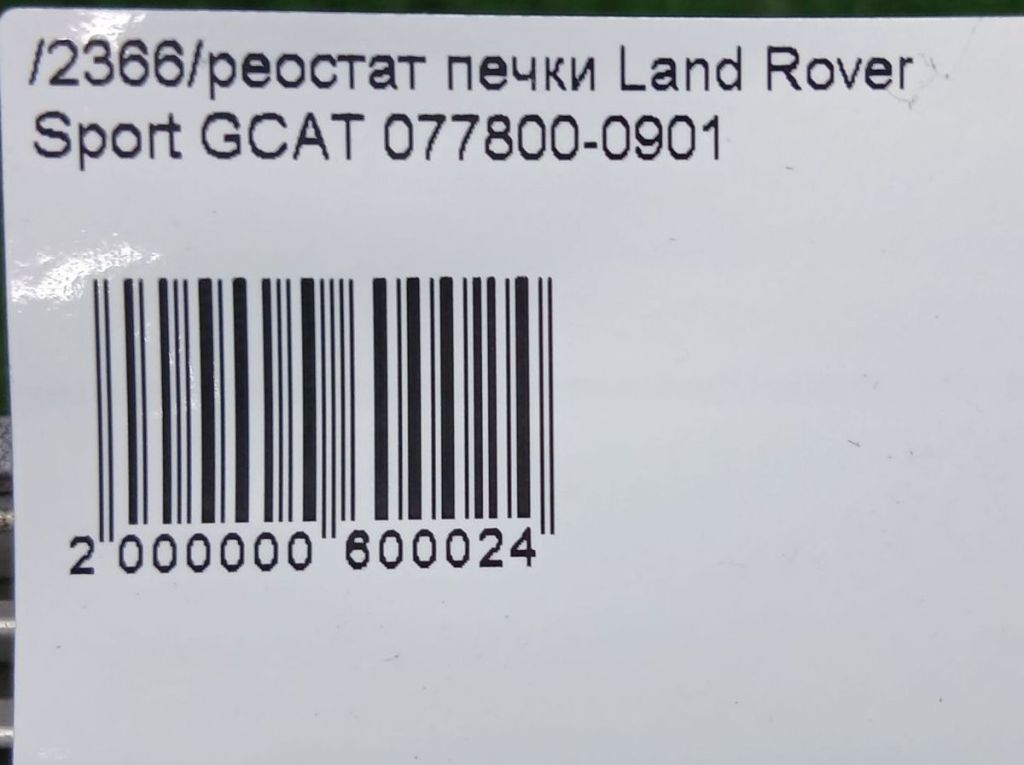 /2366/реостат печки Land Rover
Sport GCAT 077800-0901
2 000000 600024